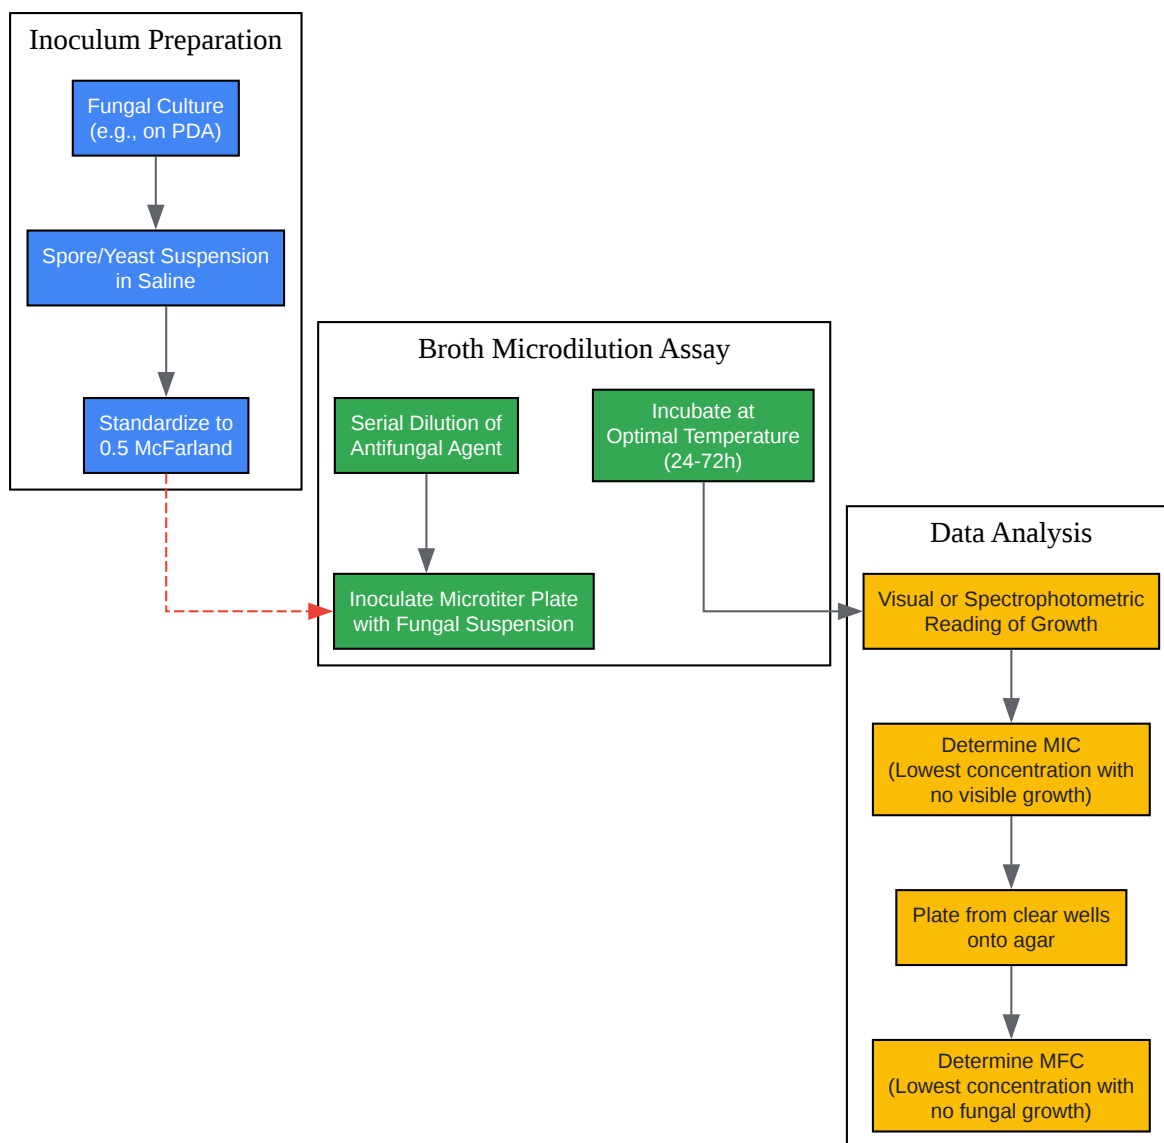 Inoculum Preparation
Fungal Culture
(e.g., on PDA)
Spore/Yeast Suspension
in Saline
Standardize to
0.5 McFarland
Broth Microdilution Assay
Serial Dilution of
Antifungal Agent
Incubate at
Optimal Temperature
(24-72h)
Inoculate Microtiter Plate
with Fungal Suspension
Data Analysis
Visual or Spectrophotometric
Reading of Growth
Determine MIC
(Lowest concentration with
no visible growth)
Plate from clear wells
onto agar
Determine MFC
(Lowest concentration with
no fungal growth)